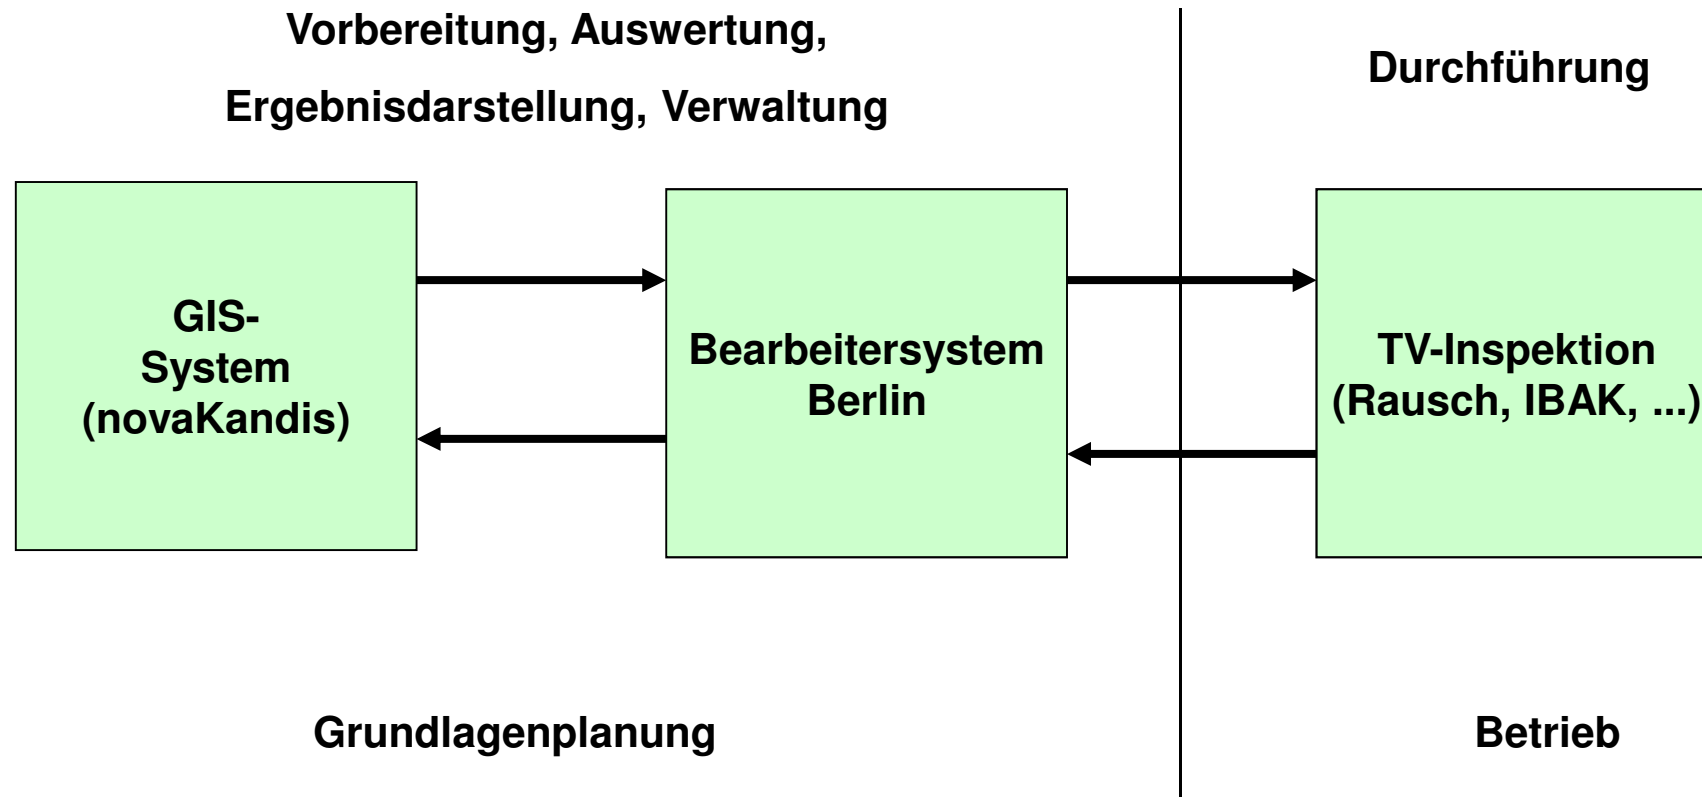 Vorbereitung, Auswertung,
Ergebnisdarstellung, Verwaltung
Durchführung
GIS-
System
(novaKandis)
Bearbeitersystem
Berlin
TV-Inspektion
(Rausch, IBAK, ...)
Grundlagenplanung
Betrieb